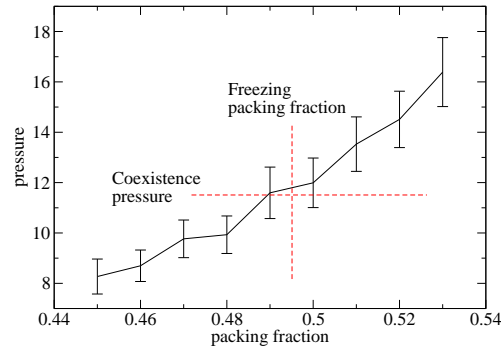 18
16
14
12
10
8
pressure
Freezing
packing fraction
Coexistence
pressure
0.44
0.46
0.48
0.5
0.52
0.54
packing fraction